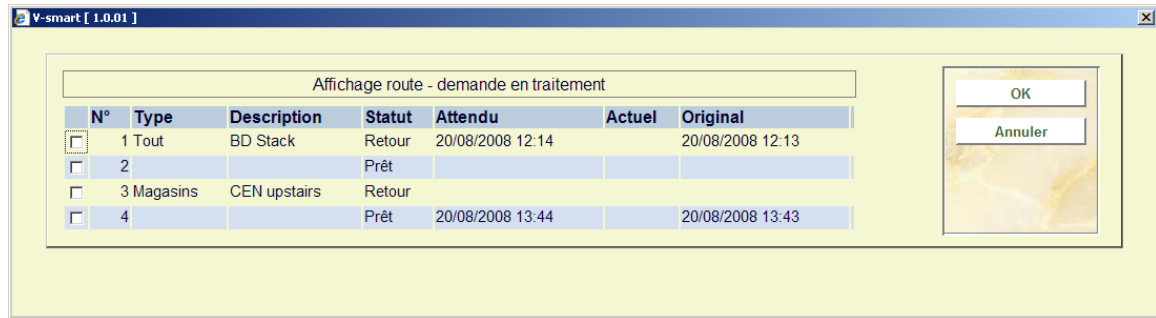 V-smart [ 1.0.01 ]
Affichage route - demande en traitement
N° Type Description Statut Attendu Actuel Original
1 Tout BD Stack Retour 20/08/2008 12:14 20/08/2008 12:13
2 Prêt
3 Magasins CEN upstairs Retour
4 Prêt 20/08/2008 13:44 20/08/2008 13:43
OK
Annuler